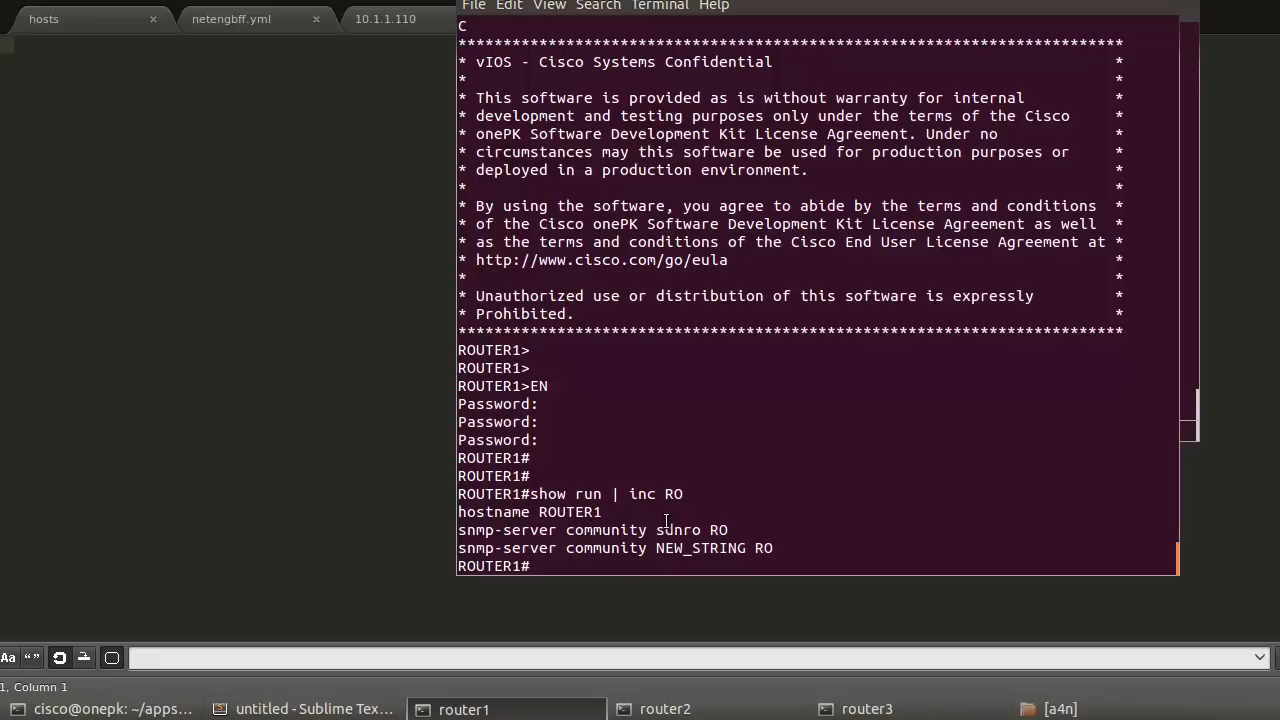 hosts × netengbff.yml × 10.1.1.110
File Edit View Search Terminal Help
C
**************************************************************************
* vIOS - Cisco Systems Confidential *
* *
* This software is provided as is without warranty for internal *
* development and testing purposes only under the terms of the Cisco *
* onePK Software Development Kit License Agreement. Under no *
* circumstances may this software be used for production purposes or *
* deployed in a production environment. *
* *
* By using the software, you agree to abide by the terms and conditions *
* of the Cisco onePK Software Development Kit License Agreement as well *
* as the terms and conditions of the Cisco End User License Agreement at *
* http://www.cisco.com/go/eula *
* *
* Unauthorized use or distribution of this software is expressly *
* Prohibited. *
**************************************************************************
ROUTER1>
ROUTER1>
ROUTER1>EN
Password:
Password:
Password:
ROUTER1#
ROUTER1#
ROUTER1#show run | inc RO
hostname ROUTER1
snmp-server community RO
snmp-server community NEW_STRING RO
ROUTER1#
Aa “”
1, Column 1
cisco@onepk: ~/apps... untitled - Sublime Tex... router1 router2 router3 [a4n]